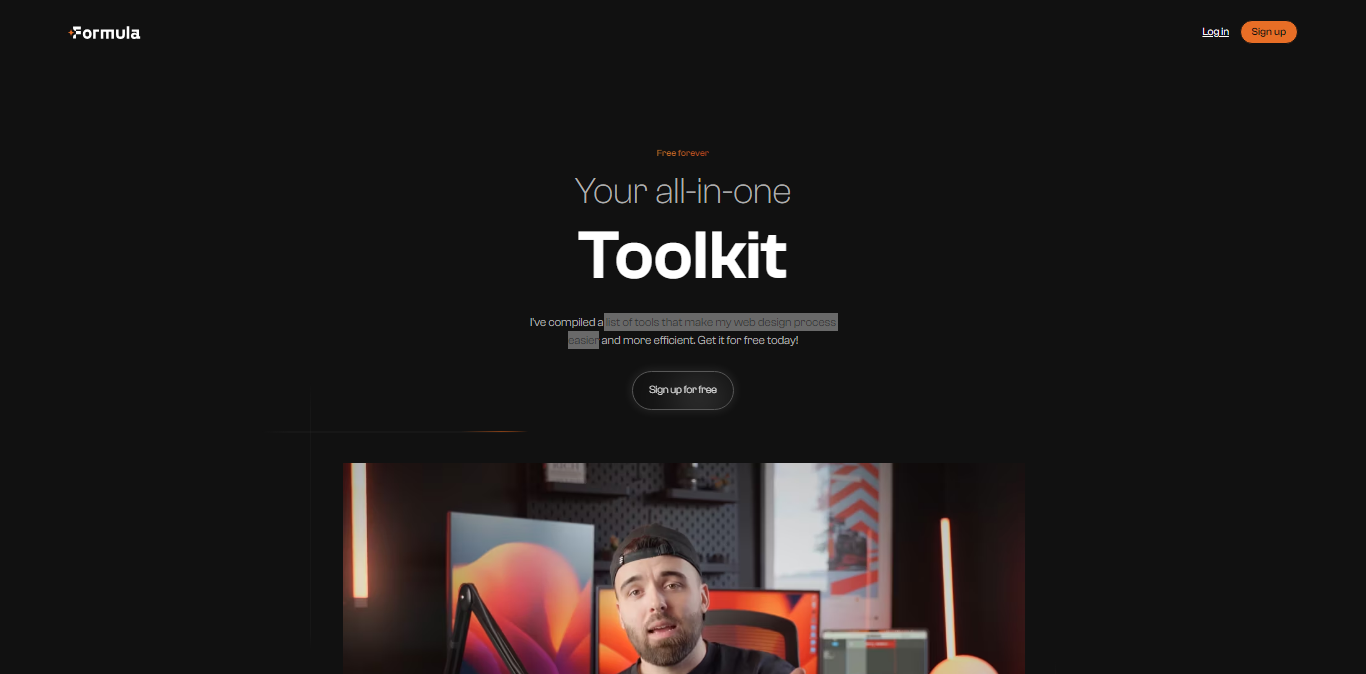 Formula
Log in
Sign up
Free forever
Your all-in-one
Toolkit
I've compiled a list of tools that make my web design process
easier and more efficient. Get it for free today!
Sign up for free